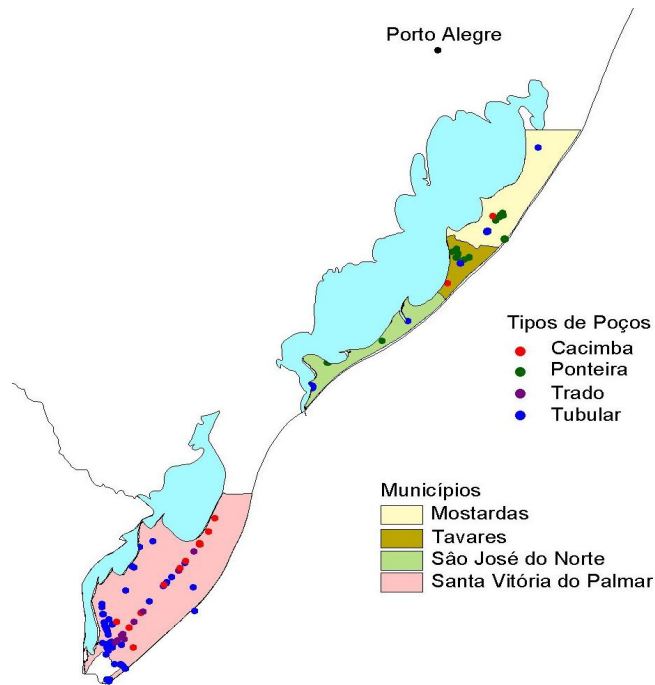 Porto Alegre
Tipos de Poços
Cacimba
Ponteira
Trado
Tubular
Municípios
Mostardas
Tavares
Sâo José do Norte
Santa Vitória do Palmar